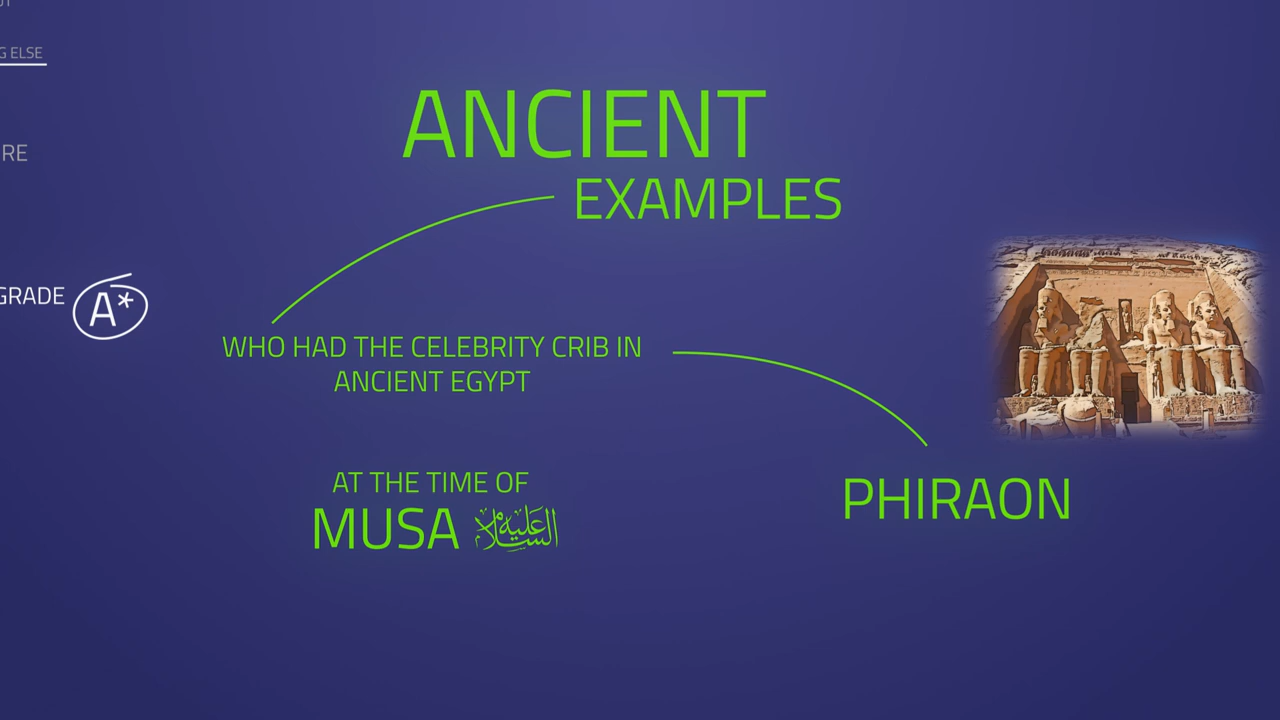 G ELSE
RE
GRADE A*
ANCIENT
EXAMPLES
WHO HAD THE CELEBRITY CRIB IN
ANCIENT EGYPT
AT THE TIME OF
MUSA عليه السلام
PHIRAON